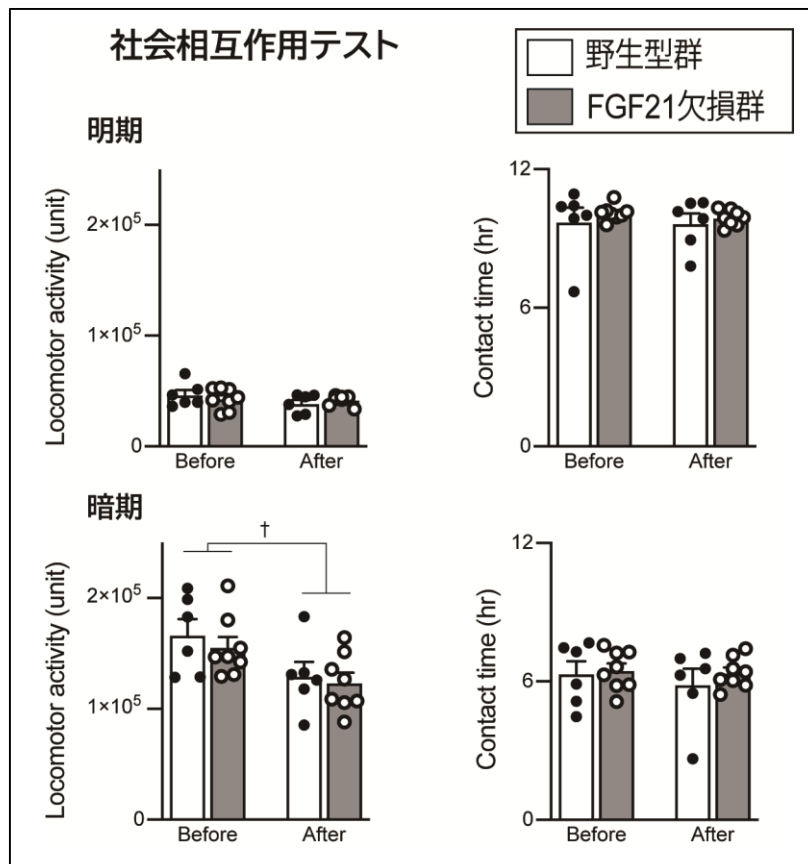 社会相互作用テスト
野生型群
FGF21欠損群
明期
Locomotor activity (unit)
2×10⁵
1×10⁵
0
Before
After
Contact time (hr)
12
6
0
Before
After
暗期
†
Locomotor activity (unit)
2×10⁵
1×10⁵
0
Before
After
Contact time (hr)
12
6
0
Before
After